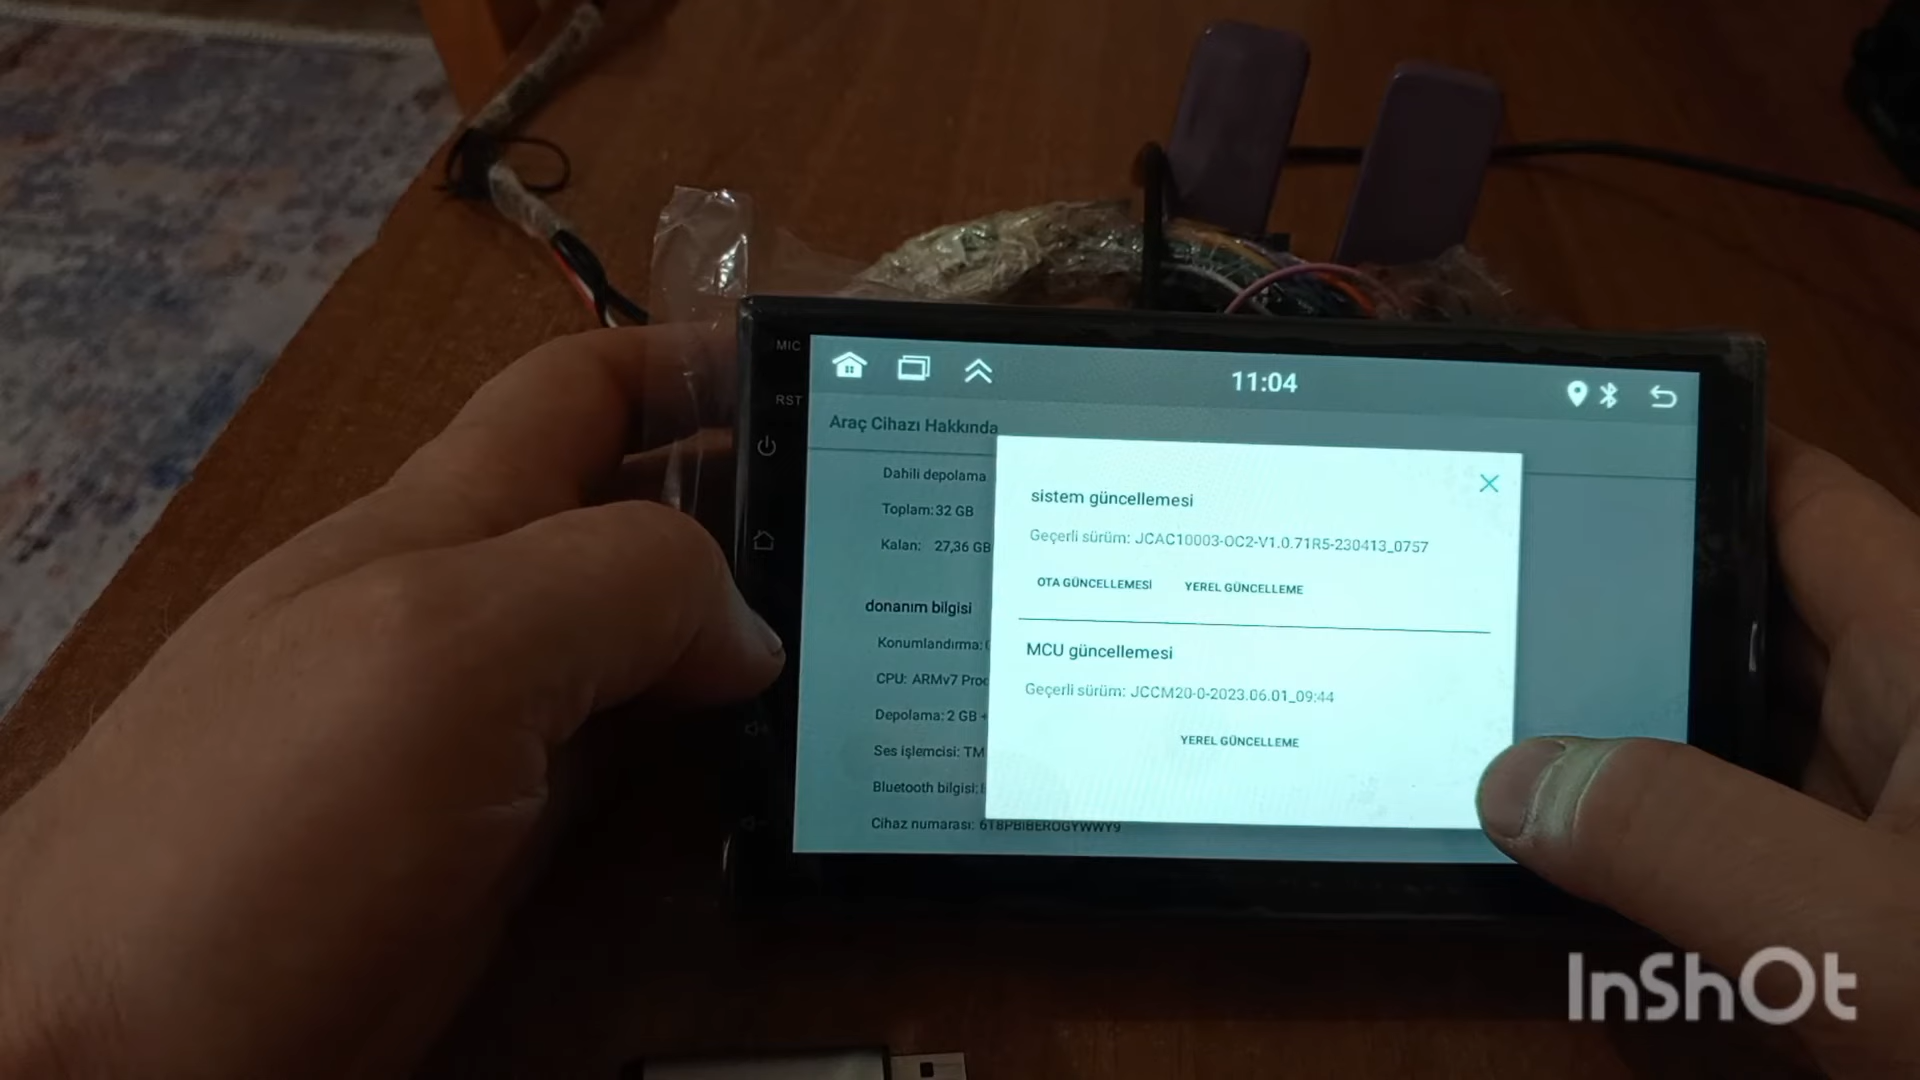 MIC
RST
11:04
Araç Cihazı Hakkında
Dahili depolama
Toplam: 32 GB
Kalan: 27,36 GB
donanım bilgisi
Konumlandırma:
CPU: ARMv7
Depolama: 2 GB +
Ses işlemcisi: TM
Bluetooth bilgisi:
Cihaz numarası:
sistem güncellemesi
Geçerli sürüm: JCAC10003-OC2-V1.0.71R5-230413_0757
OTA GÜNCELLEMESİ YEREL GÜNCELLEME
MCU güncellemesi
Geçerli sürüm: JCCM20-0-2023.06.01_09:44
YEREL GÜNCELLEME
InShOt